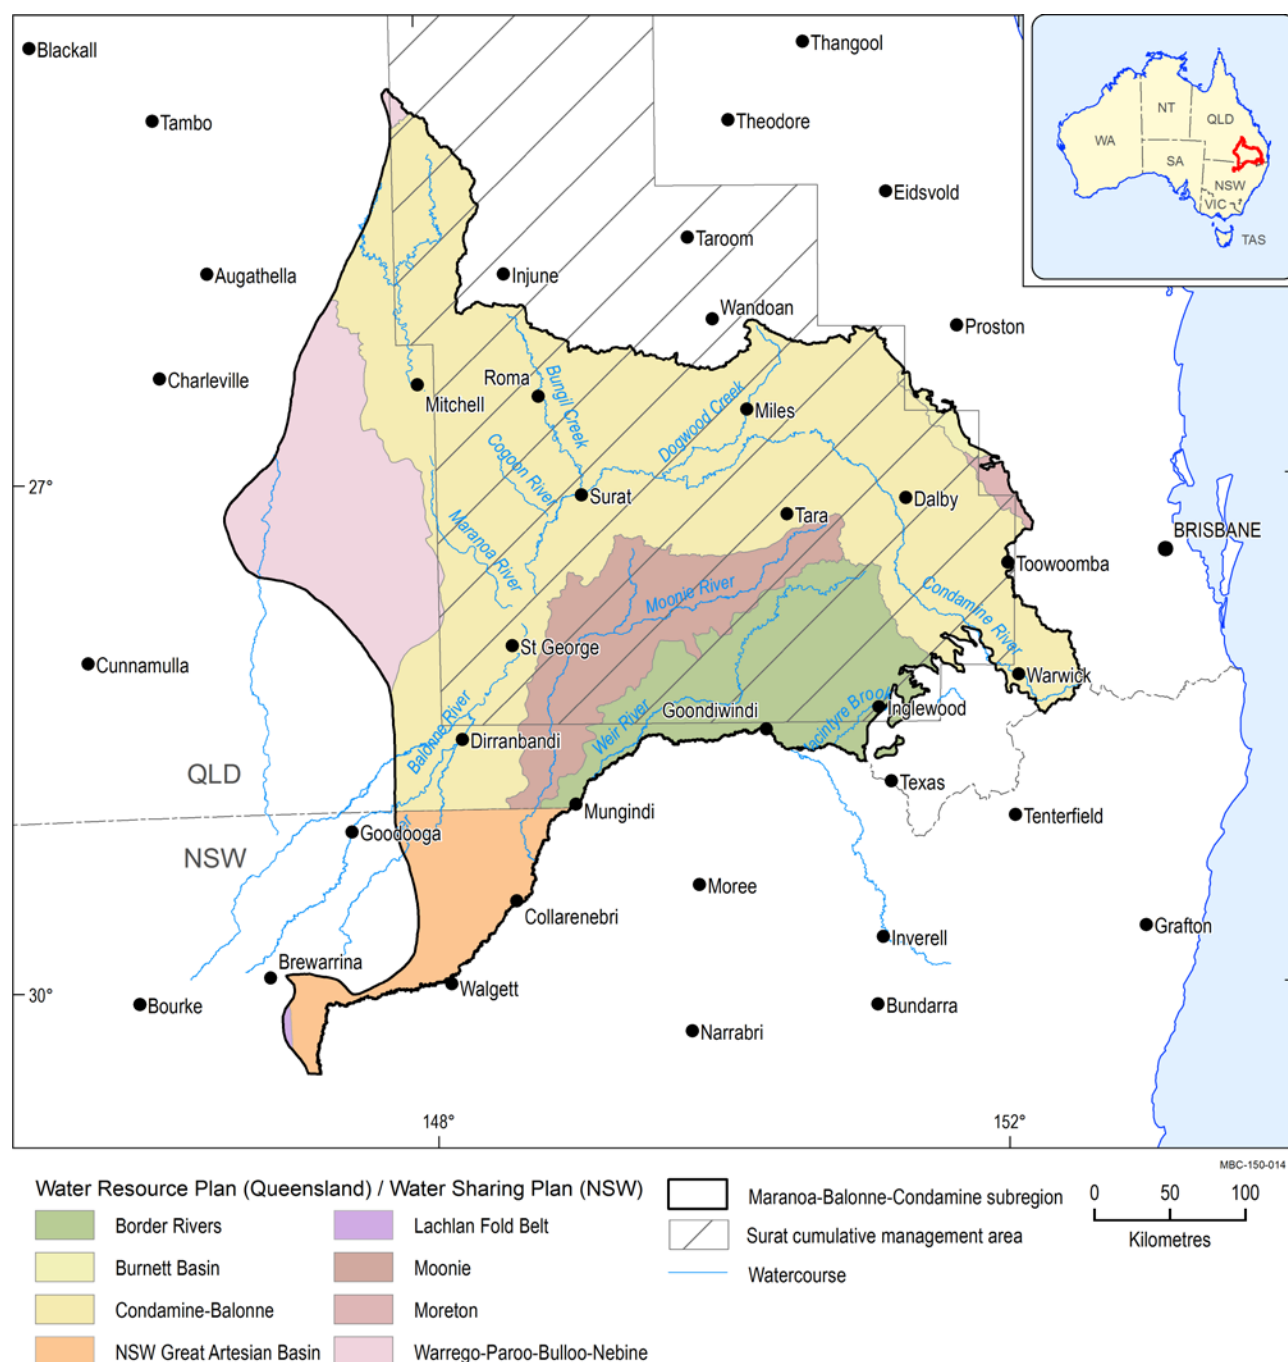 Blackall
Thangool
Tambo
Theodore
Eidsvold
Taroom
Augathella
Injune
Wandoan
Proston
Charleville
Roma
Mitchell
Bungil Creek
Dogwood Creek
Miles
Cogoon River
27°
Surat
Dalby
Tara
Maranoa River
BRISBANE
Toowoomba
Moonie River
Condamine River
St George
Cunnamulla
Warwick
Balonne River
Weir River
Goondiwindi
Macintyre Brook
Inglewood
Dirranbandi
QLD
Texas
Mungindi
Tenterfield
Goodooga
NSW
Moree
Collarenebri
Grafton
Inverell
Brewarrina
Walgett
30°
Bourke
Bundarra
Narrabri
148°
152°
NT
QLD
WA
SA
NSW
VIC
TAS
MBC-150-014
Water Resource Plan (Queensland) / Water Sharing Plan (NSW)
Border Rivers
Burnett Basin
Condamine-Balonne
NSW Great Artesian Basin
Lachlan Fold Belt
Moonie
Moreton
Warrego-Paroo-Bulloo-Nebine
Maranoa-Balonne-Condamine subregion
Surat cumulative management area
Watercourse
0 50 100
Kilometres